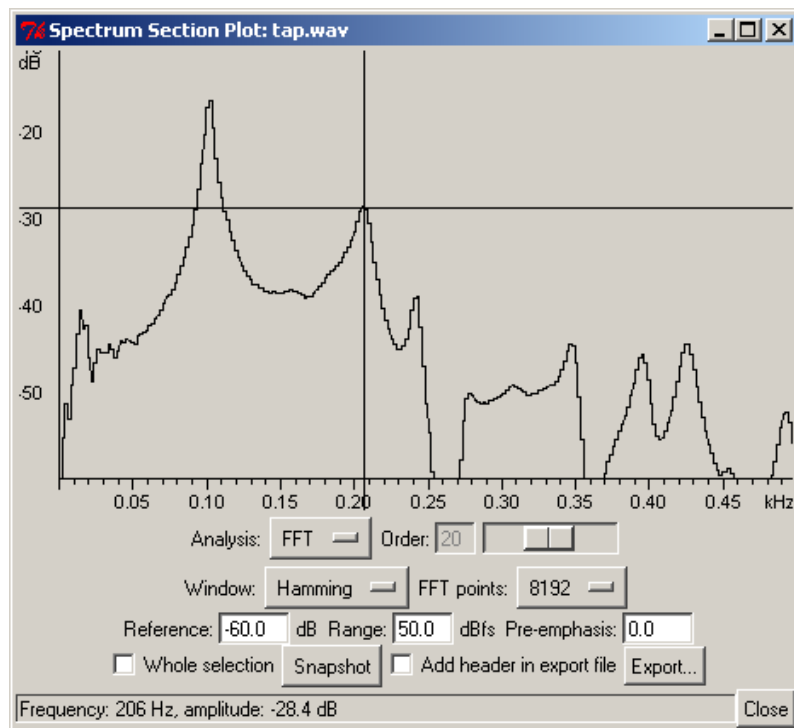 Spectrum Section Plot: tap.wav
dB
-20
-30
-40
-50
0.05 0.10 0.15 0.20 0.25 0.30 0.35 0.40 0.45 kHz
Analysis: FFT Order: 20
Window: Hamming FFT points: 8192
Reference: -60.0 dB Range: 50.0 dBfs Pre-emphasis: 0.0
Whole selection Snapshot Add header in export file Export...
Frequency: 206 Hz, amplitude: -28.4 dB Close